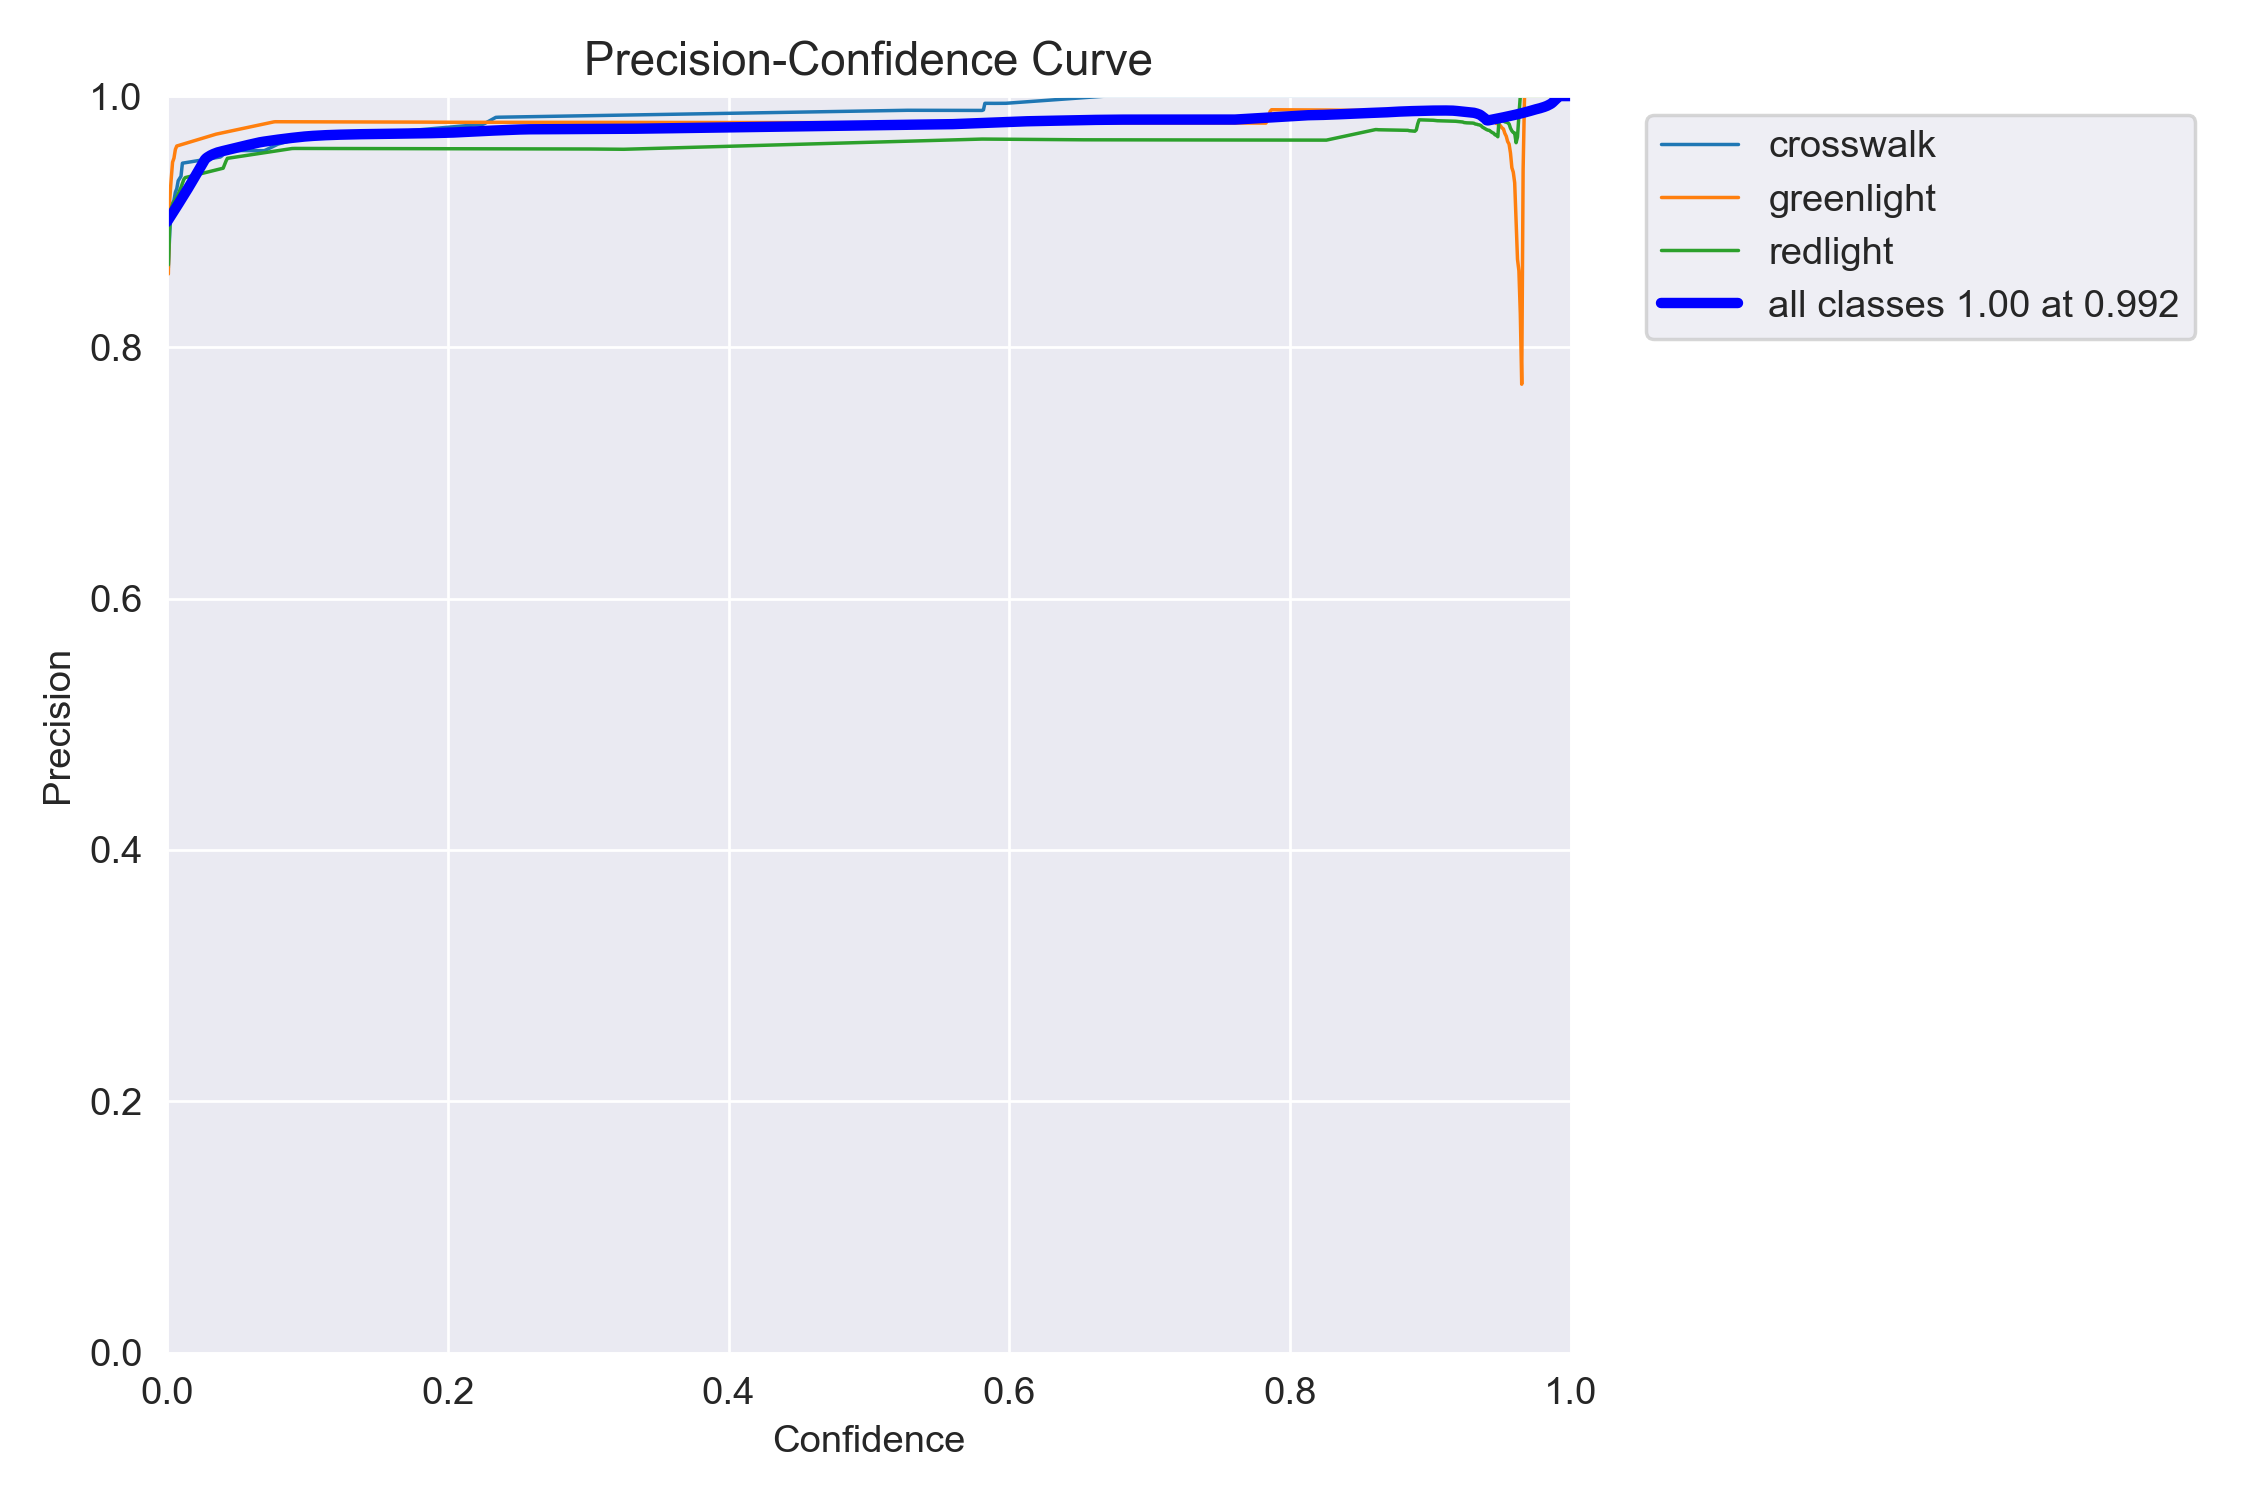 Precision-Confidence Curve
1.0
0.8
0.6
0.4
0.2
0.0
Precision
0.0 0.2 0.4 0.6 0.8 1.0
Confidence
crosswalk
greenlight
redlight
all classes 1.00 at 0.992